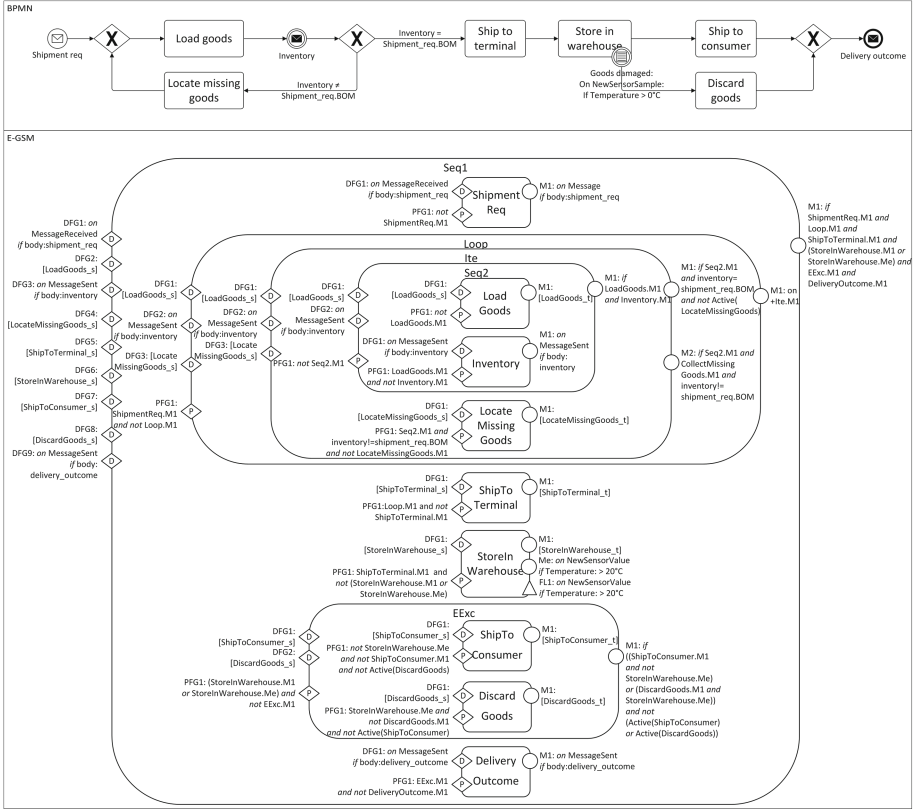 BPMN
Shipment req
X
Load goods
Inventory
X
Inventory =
Shipment_req.BOM
Ship to
terminal
Store in
warehouse
Ship to
consumer
X
Delivery outcome
Locate missing
goods
Inventory ≠
Shipment_req.BOM
Goods damaged:
On NewSensorSample:
If Temperature > 0°C
Discard
goods
E-GSM
Seq1
DFG1: on
MessageReceived
if body:shipment_req
D
DFG2:
[LoadGoods_s]
D
DFG3: on MessageSent
if body:inventory
D
DFG4:
[LocateMissingGoods_s]
D
DFG5:
[ShipToTerminal_s]
D
DFG6:
[StoreInWarehouse_s]
D
DFG7:
[ShipToConsumer_s]
D
DFG8:
[DiscardGoods_s]
D
DFG9: on MessageSent
if body:
delivery_outcome
D
M1: if
ShipmentReq.M1 and
Loop.M1 and
ShipToTerminal.M1 and
(StoreInWarehouse.M1 or
StoreInWarehouse.Me) and
EExc.M1 and
DeliveryOutcome.M1
DFG1: on MessageReceived
if body:shipment_req
D
PFG1: not
ShipmentReq.M1
P
Shipment
Req
M1: on Message
if body:shipment_req
Loop
DFG1:
[LoadGoods_s]
D
DFG2: on
MessageSent
if body:inventory
D
DFG3: [Locate
MissingGoods_s]
D
PFG1:
ShipmentReq.M1
and not Loop.M1
P
M1: on
+Ite.M1
Ite
DFG1:
[LoadGoods_s]
D
DFG2: on
MessageSent
if body:inventory
D
DFG3: [Locate
MissingGoods_s]
D
M1: if Seq2.M1
and inventory=
shipment_req.BOM
and not Active(
LocateMissingGoods)
M2: if Seq2.M1 and
CollectMissing
Goods.M1 and
inventory!=
shipment_req.BOM
Seq2
DFG1:
[LoadGoods_s]
D
DFG2: on
MessageSent
if body:inventory
D
PFG1: not Seq2.M1
P
M1: if
LoadGoods.M1
and Inventory.M1
DFG1:
[LoadGoods_s]
D
PFG1: not
LoadGoods.M1
P
Load
Goods
M1:
[LoadGoods_t]
DFG1: on MessageSent
if body:inventory
D
PFG1: LoadGoods.M1
and not Inventory.M1
P
Inventory
M1: on
MessageSent
if body:
inventory
DFG1:
[LocateMissingGoods_s]
D
PFG1: Seq2.M1 and
inventory!=shipment_req.BOM
and not LocateMissingGoods.M1
P
Locate
Missing
Goods
M1:
[LocateMissingGoods_t]
DFG1:
[ShipToTerminal_s]
D
PFG1:Loop.M1 and not
ShipToTerminal.M1
P
ShipTo
Terminal
M1:
[ShipToTerminal_t]
DFG1:
[StoreInWarehouse_s]
D
PFG1: ShipToTerminal.M1 and
not (StoreInWarehouse.M1 or
StoreInWarehouse.Me)
P
StoreIn
Warehouse
M1:
[StoreInWarehouse_t]
Me: on NewSensorValue
if Temperature: > 20°C
FL1: on NewSensorValue
if Temperature: > 20°C
EExc
DFG1:
[ShipToConsumer_s]
D
DFG2:
[DiscardGoods_s]
D
PFG1: (StoreInWarehouse.M1
or StoreInWarehouse.Me) and
not EExc.M1
P
DFG1:
[ShipToConsumer_s]
D
PFG1: not StoreInWarehouse.Me
and not ShipToConsumer.M1
and not Active(DiscardGoods)
P
ShipTo
Consumer
M1:
[ShipToConsumer_t]
DFG1:
[DiscardGoods_s]
D
PFG1: StoreInWarehouse.Me and
not DiscardGoods.M1
and not Active(ShipToConsumer)
P
Discard
Goods
M1:
[DiscardGoods_t]
M1: if
((ShipToConsumer.M1
and not
StoreInWarehouse.Me)
or (DiscardGoods.M1 and
StoreInWarehouse.Me))
and not
(Active(ShipToConsumer)
or Active(DiscardGoods))
DFG1: on MessageSent
if body:delivery_outcome
D
PFG1: EExc.M1
and not DeliveryOutcome.M1
P
Delivery
Outcome
M1: on MessageSent
if body:delivery_outcome